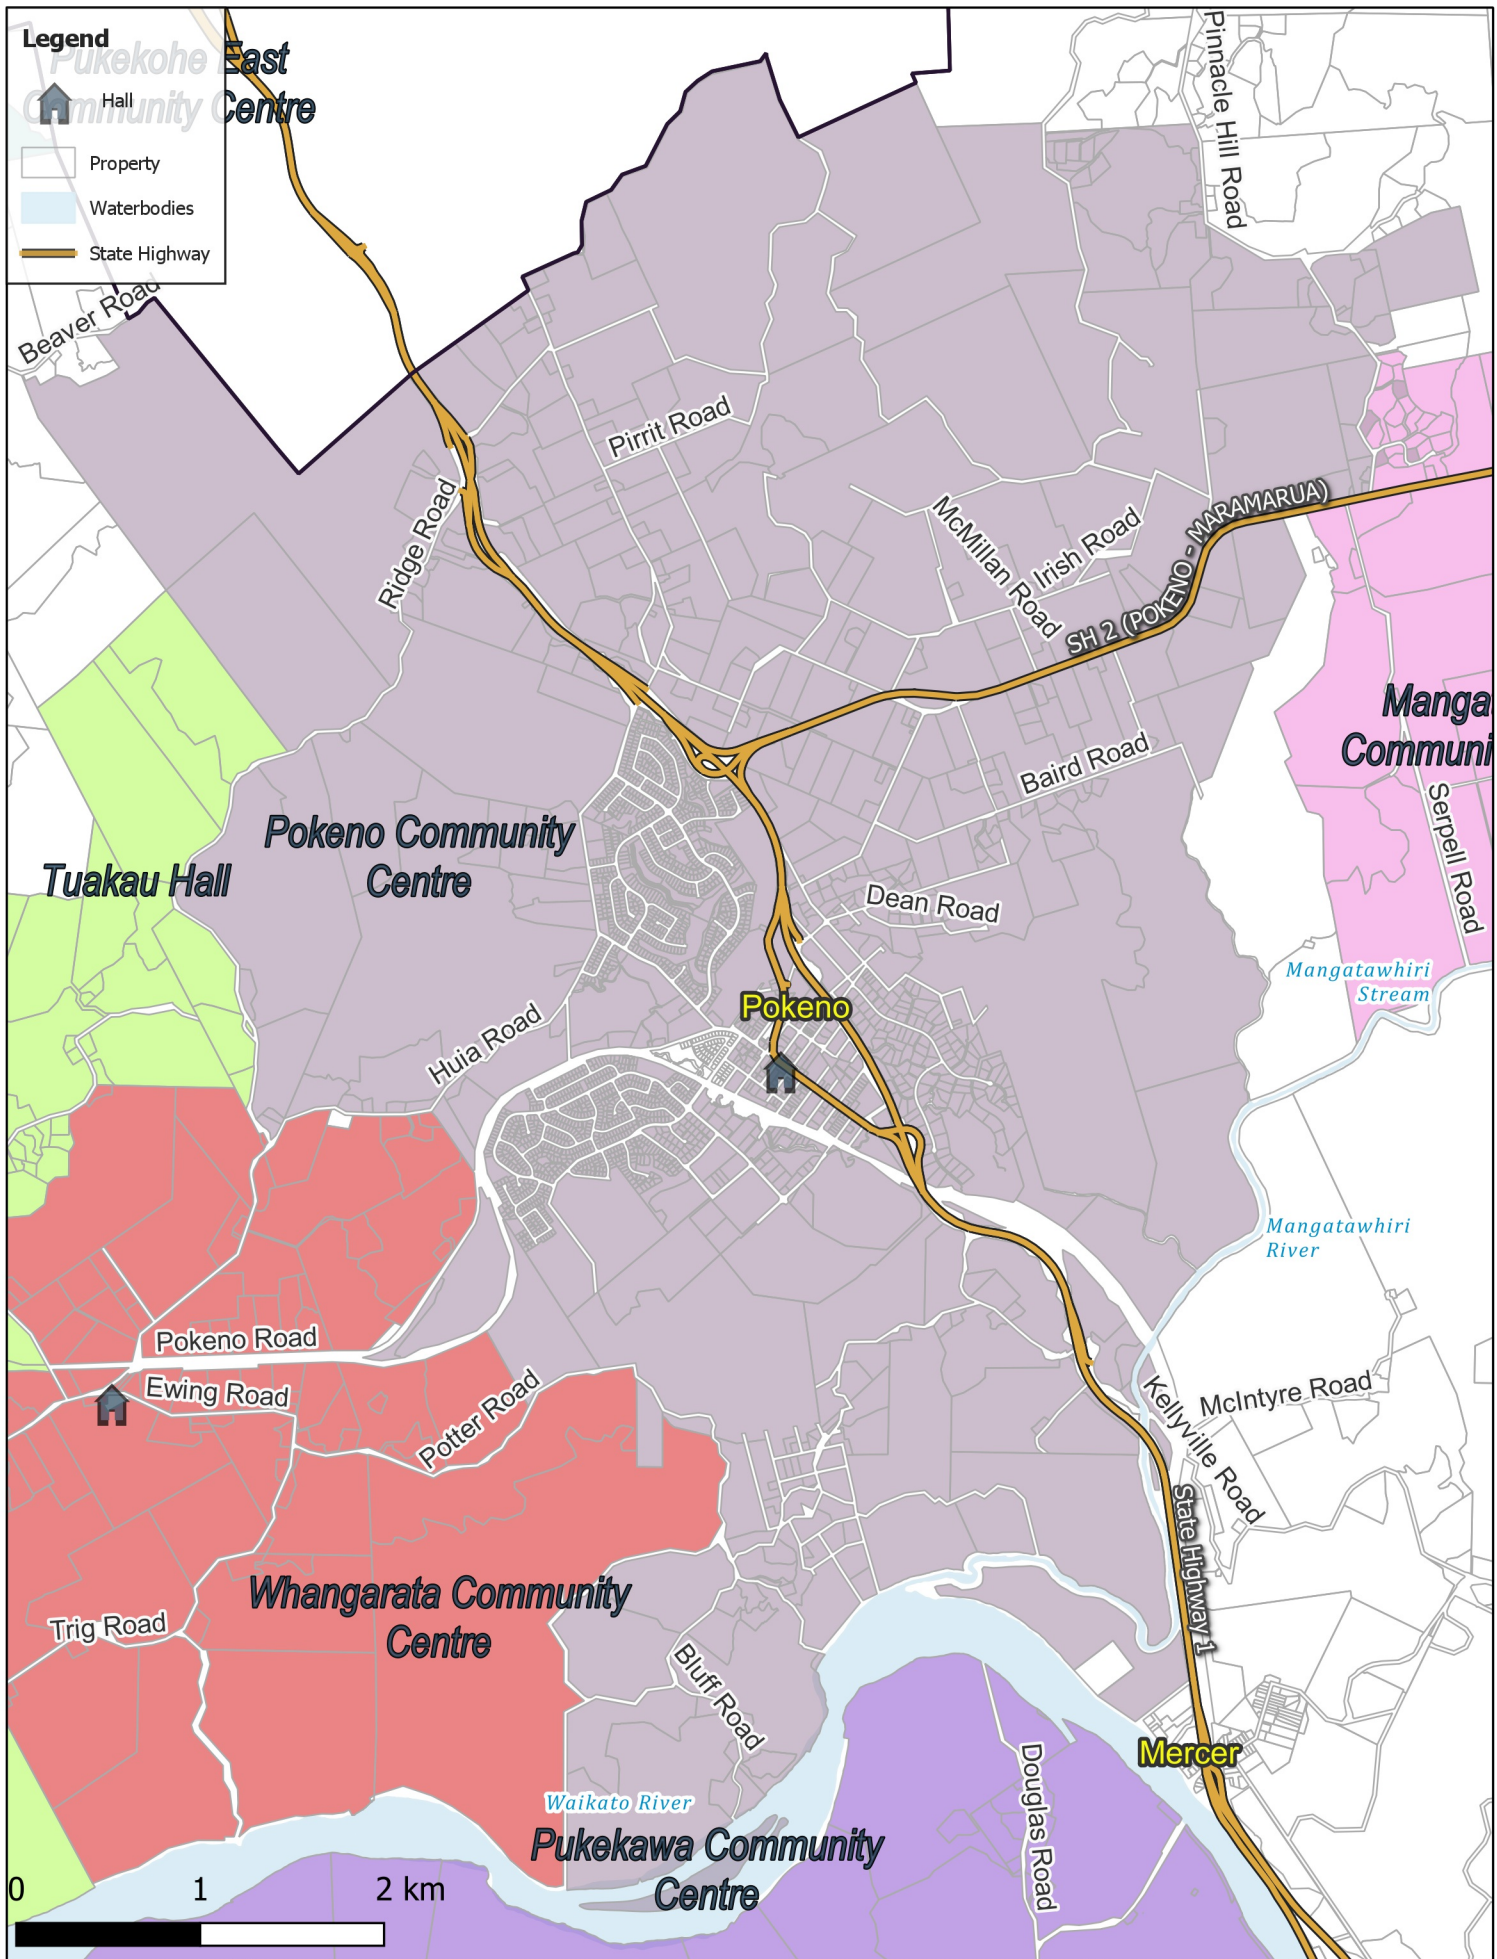 Legend
Pukekohe East
Community Centre
Hall
Property
Waterbodies
State Highway
Beaver Road
Pinnacle Hill Road
Pirrit Road
Ridge Road
McMillan Road
Irish Road
SH 2 (POKENO - MARAMARUA)
Manga
Communi
Baird Road
Serpell Road
Pokeno Community
Centre
Tuakau Hall
Dean Road
Mangatawhiri
Stream
Pokeno
Huia Road
Mangatawhiri
River
Pokeno Road
Ewing Road
Potter Road
Kellyville Road
McIntyre Road
State Highway 1
Whangarata Community
Centre
Trig Road
Bluff Road
Mercer
Douglas Road
Waikato River
Pukekawa Community
Centre
0 1 2 km